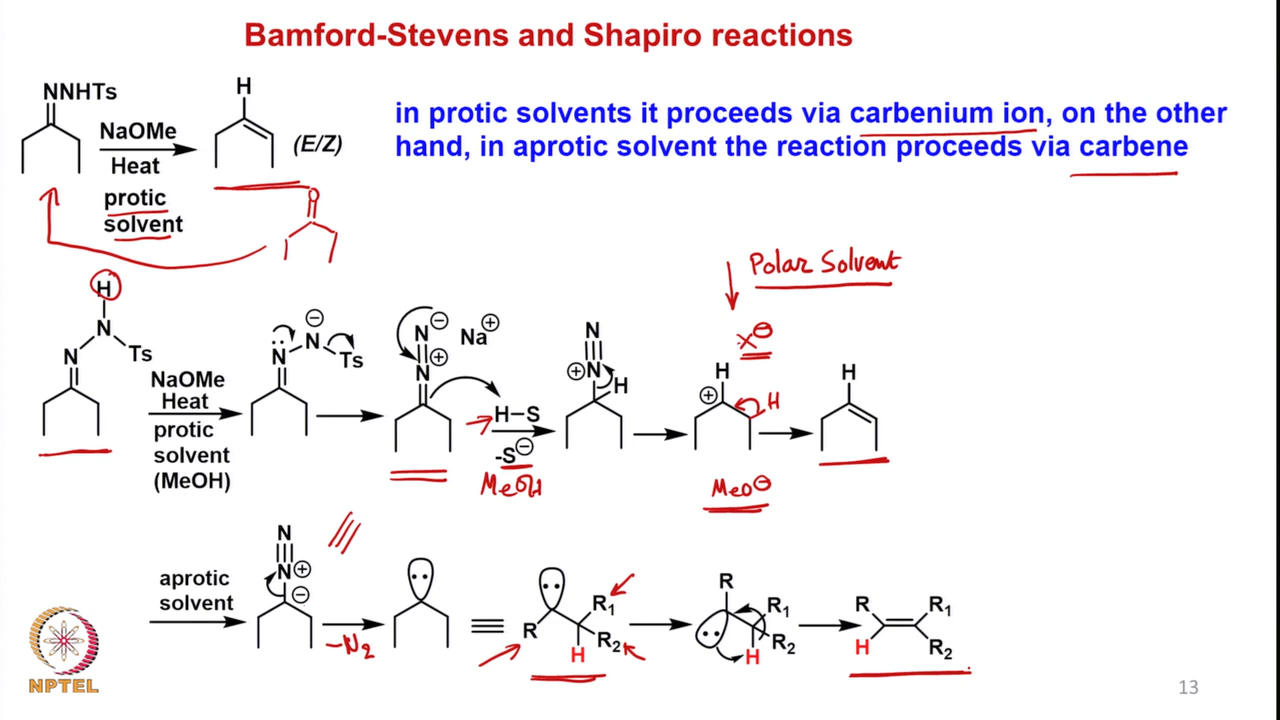 Bamford-Stevens and Shapiro reactions
NNHTs
NaOMe
Heat
protic
solvent
H
(E/Z)
in protic solvents it proceeds via carbenium ion, on the other
hand, in aprotic solvent the reaction proceeds via carbene
O
Polar Solvent
H
N
N
Ts
NaOMe
Heat
protic
solvent
(MeOH)
⊖
N
N
Ts
N ⊖
Na ⊕
N ⊕
H-S
-S ⊖
MeOH
N
⊕ N
H
X ⊖
H
⊕
H
MeO ⊖
H
aprotic
solvent
N
N ⊕
⊖
-N2
R
R1
R2
H
R
R1
R2
H
R
R1
H
R2
NPTEL
13